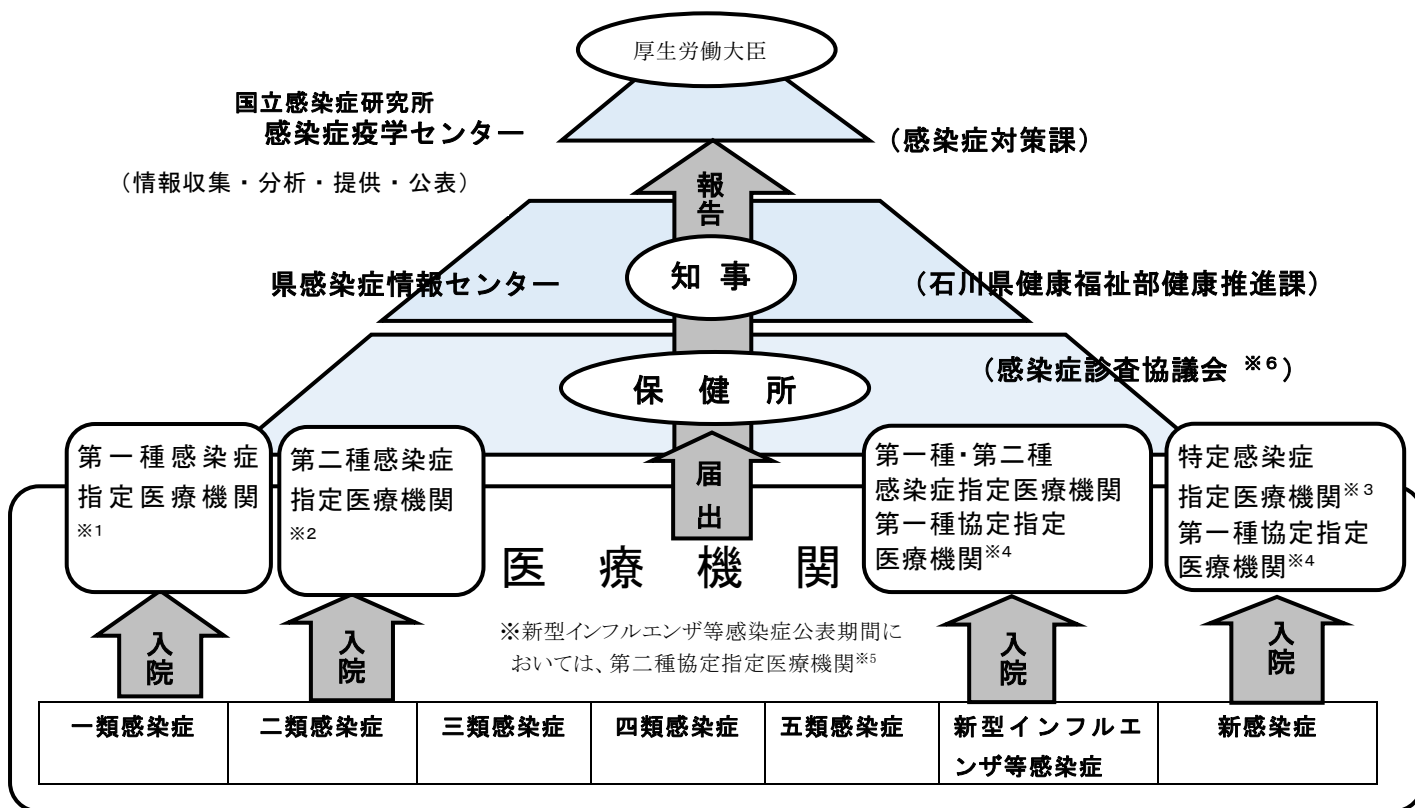 厚生労働大臣
国立感染症研究所
感染症疫学センター
（感染症対策課）
（情報収集・分析・提供・公表）
報告
知 事
県感染症情報センター
（石川県健康福祉部健康推進課）
保 健 所
（感染症診査協議会 ※6）
第一種感染症
指定医療機関
※1
第二種感染症
指定医療機関
※2
届出
第一種・第二種
感染症指定医療機関
第一種協定指定
医療機関※4
特定感染症
指定医療機関※3
第一種協定指定
医療機関※4
医 療 機 関
※新型インフルエンザ等感染症公表期間に
おいては、第二種協定指定医療機関※5
入院
入院
入院
入院
一類感染症
二類感染症
三類感染症
四類感染症
五類感染症
新型インフルエ
ンザ等感染症
新感染症